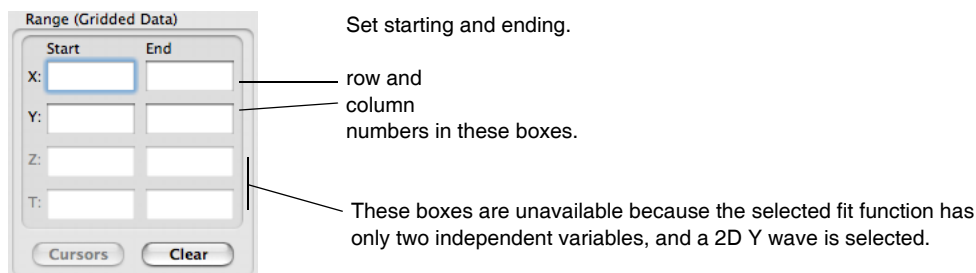 Range (Gridded Data)
Start End
X:
Y:
Z:
T:
Cursors Clear
Set starting and ending.
row and
column
numbers in these boxes.
These boxes are unavailable because the selected fit function has
only two independent variables, and a 2D Y wave is selected.